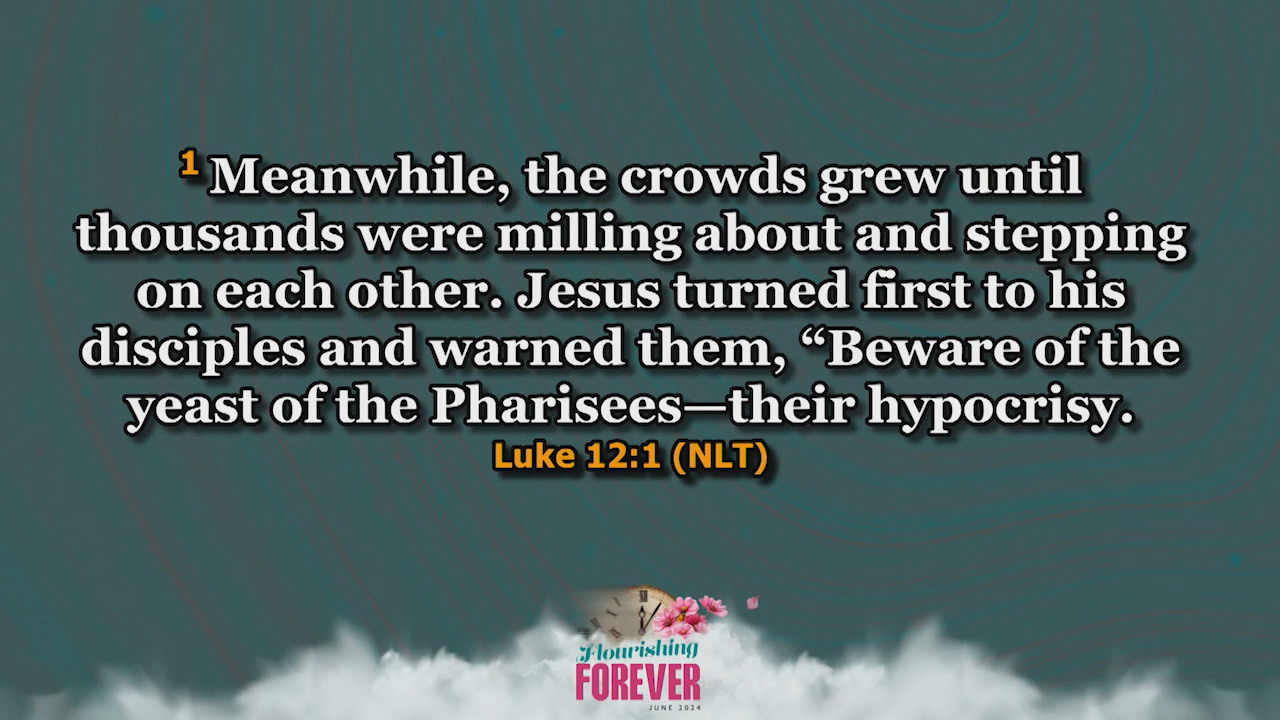 1 Meanwhile, the crowds grew until
thousands were milling about and stepping
on each other. Jesus turned first to his
disciples and warned them, “Beware of the
yeast of the Pharisees—their hypocrisy.
Luke 12:1 (NLT)
XII
Flourishing
FOREVER
JUNE 2024